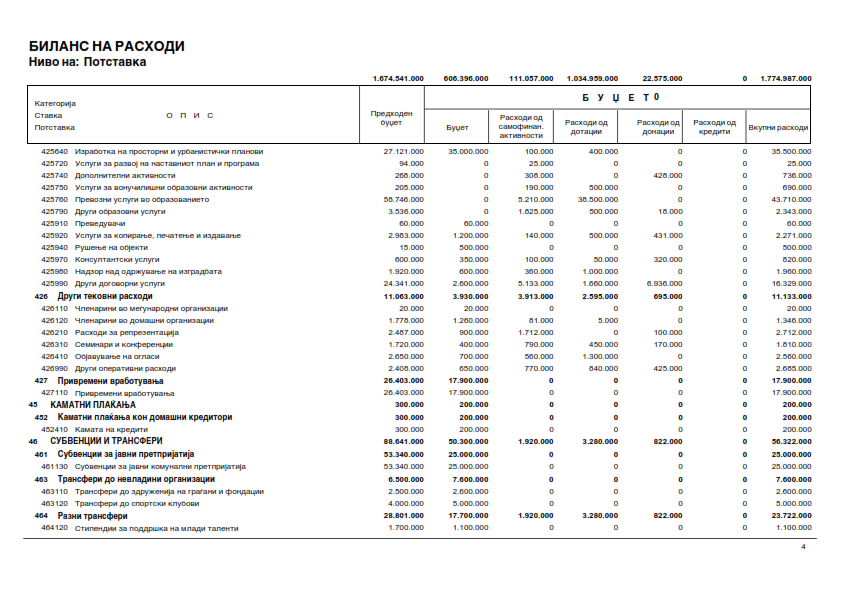 БИЛАНС НА РАСХОДИ
Ниво на: Потставка
1.674.541.000 606.396.000 111.057.000 1.034.959.000 22.575.000 0 1.774.987.000
Категорија
Ставка О П И С
Потставка
Предходен буџет
Б У Џ Е Т 0
Буџет
Расходи од самофинан. активности
Расходи од дотации
Расходи од донации
Расходи од кредити
Вкупни расходи
425640 Изработка на просторни и урбанистички планови 27.121.000 35.000.000 100.000 400.000 0 0 35.500.000
425720 Услуги за развој на наставниот план и програма 94.000 0 25.000 0 0 0 25.000
425740 Дополнителни активности 268.000 0 308.000 0 428.000 0 736.000
425750 Услуги за вонучилишни образовни активности 205.000 0 190.000 500.000 0 0 690.000
425760 Превозни услуги во образованието 58.746.000 0 5.210.000 38.500.000 0 0 43.710.000
425790 Други образовни услуги 3.536.000 0 1.825.000 500.000 18.000 0 2.343.000
425910 Преведувачи 60.000 60.000 0 0 0 0 60.000
425920 Услуги за копирање, печатење и издавање 2.983.000 1.200.000 140.000 500.000 431.000 0 2.271.000
425940 Рушење на објекти 15.000 500.000 0 0 0 0 500.000
425970 Консултантски услуги 600.000 350.000 100.000 50.000 320.000 0 820.000
425980 Надзор над одржување на изградбата 1.920.000 600.000 360.000 1.000.000 0 0 1.960.000
425990 Други договорни услуги 24.341.000 2.600.000 5.133.000 1.660.000 6.936.000 0 16.329.000
426 Други тековни расходи 11.063.000 3.930.000 3.913.000 2.595.000 695.000 0 11.133.000
426110 Членарини во меѓународни организации 20.000 20.000 0 0 0 0 20.000
426120 Членарини во домашни организации 1.778.000 1.260.000 81.000 5.000 0 0 1.346.000
426210 Расходи за репрезентација 2.487.000 900.000 1.712.000 0 100.000 0 2.712.000
426310 Семинари и конференции 1.720.000 400.000 790.000 450.000 170.000 0 1.810.000
426410 Објавување на огласи 2.650.000 700.000 560.000 1.300.000 0 0 2.560.000
426990 Други оперативни расходи 2.408.000 650.000 770.000 840.000 425.000 0 2.685.000
427 Привремени вработувања 26.403.000 17.900.000 0 0 0 0 17.900.000
427110 Привремени вработувања 26.403.000 17.900.000 0 0 0 0 17.900.000
45 КАМАТНИ ПЛАЌАЊА 300.000 200.000 0 0 0 0 200.000
452 Каматни плаќања кон домашни кредитори 300.000 200.000 0 0 0 0 200.000
452410 Камата на кредити 300.000 200.000 0 0 0 0 200.000
46 СУБВЕНЦИИ И ТРАНСФЕРИ 88.641.000 50.300.000 1.920.000 3.280.000 822.000 0 56.322.000
461 Субвенции за јавни претпријатија 53.340.000 25.000.000 0 0 0 0 25.000.000
461130 Субвенции за јавни комунални претпријатија 53.340.000 25.000.000 0 0 0 0 25.000.000
463 Трансфери до невладини организации 6.500.000 7.600.000 0 0 0 0 7.600.000
463110 Трансфери до здруженија на граѓани и фондации 2.500.000 2.600.000 0 0 0 0 2.600.000
463120 Трансфери до спортски клубови 4.000.000 5.000.000 0 0 0 0 5.000.000
464 Разни трансфери 28.801.000 17.700.000 1.920.000 3.280.000 822.000 0 23.722.000
464120 Стипендии за поддршка на млади таленти 1.700.000 1.100.000 0 0 0 0 1.100.000
4